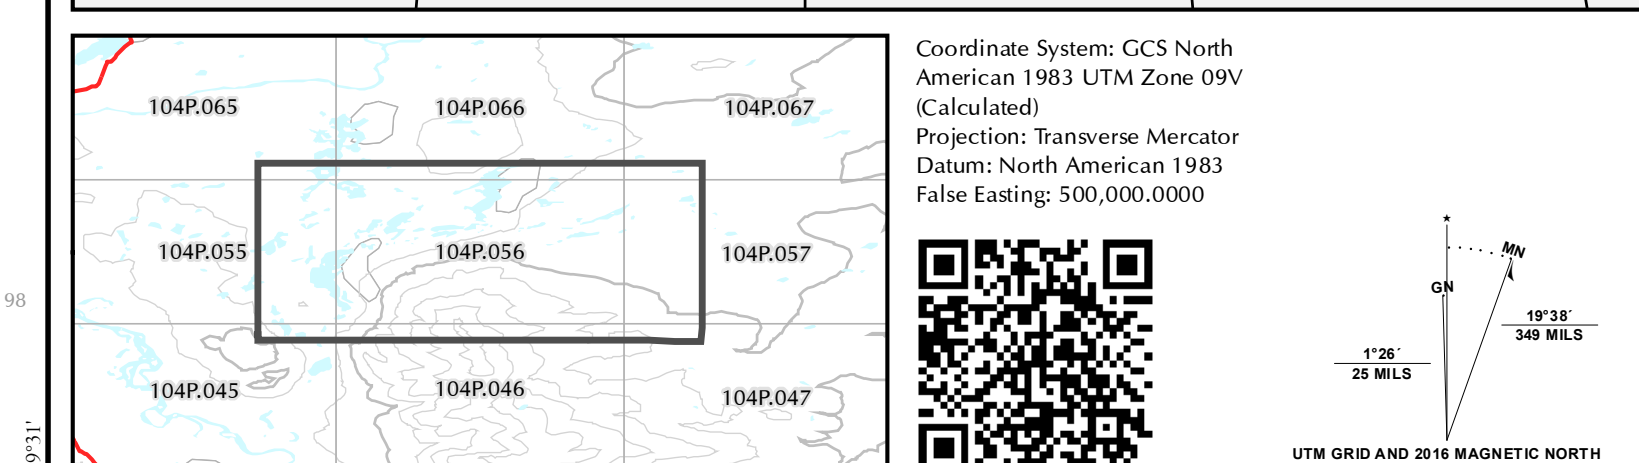 104P.065
104P.066
104P.067
104P.055
104P.056
104P.057
104P.045
104P.046
104P.047
98
9°31'
Coordinate System: GCS North
American 1983 UTM Zone 09V
(Calculated)
Projection: Transverse Mercator
Datum: North American 1983
False Easting: 500,000.0000
MN
GN
19°38´
349 MILS
1°26´
25 MILS
UTM GRID AND 2016 MAGNETIC NORTH